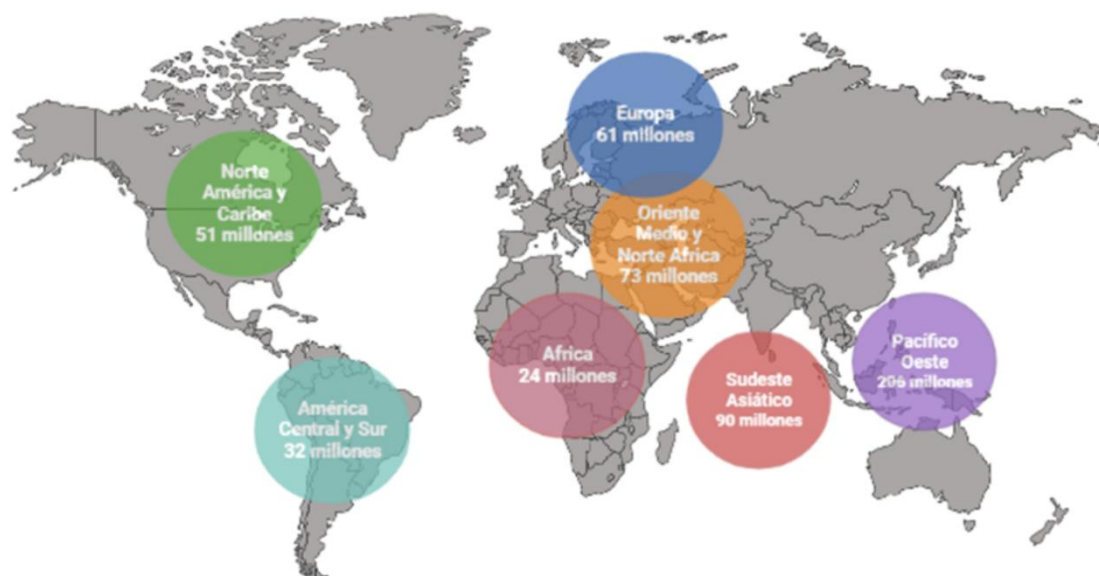 Europa
61 millones
Norte
América y
Caribe
51 millones
Oriente
Medio y
Norte Africa
73 millones
Africa
24 millones
Pacífico
Oeste
206 millones
Sudeste
Asiático
90 millones
América
Central y Sur
32 millones